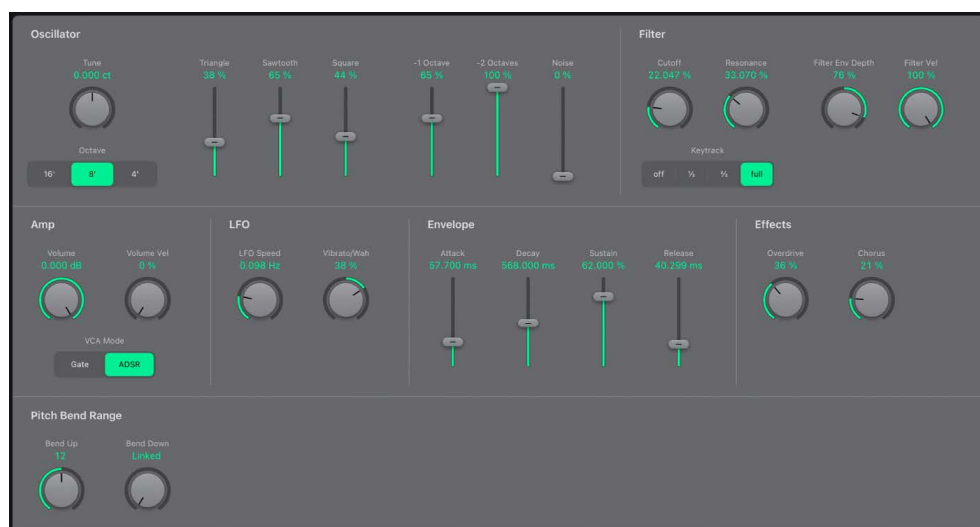 Oscillator
Filter
Tune
Triangle
Sawtooth
Square
-1 Octave
-2 Octaves
Noise
Cutoff
Resonance
Filter Env Depth
Filter Vel
0.000 ct
38 %
65 %
44 %
65 %
100 %
0 %
22.047 %
33.070 %
76 %
100 %
Octave
16'
8'
4'
Keytrack
off
⅓
⅔
full
Amp
LFO
Envelope
Effects
Volume
Volume Vel
LFO Speed
Vibrato/Wah
Attack
Decay
Sustain
Release
Overdrive
Chorus
0.000 dB
0 %
0.098 Hz
38 %
57.700 ms
568.000 ms
62.000 %
40.299 ms
36 %
21 %
VCA Mode
Gate
ADSR
Pitch Bend Range
Bend Up
Bend Down
12
Linked